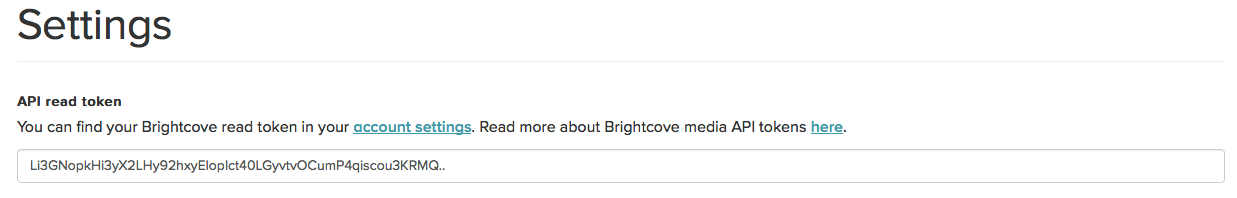 Settings
API read token
You can find your Brightcove read token in your account settings. Read more about Brightcove media API tokens here.
Li3GNopkHi3yX2LHy92hxyEIopIct40LGyvtvOCumP4qiscou3KRMQ..